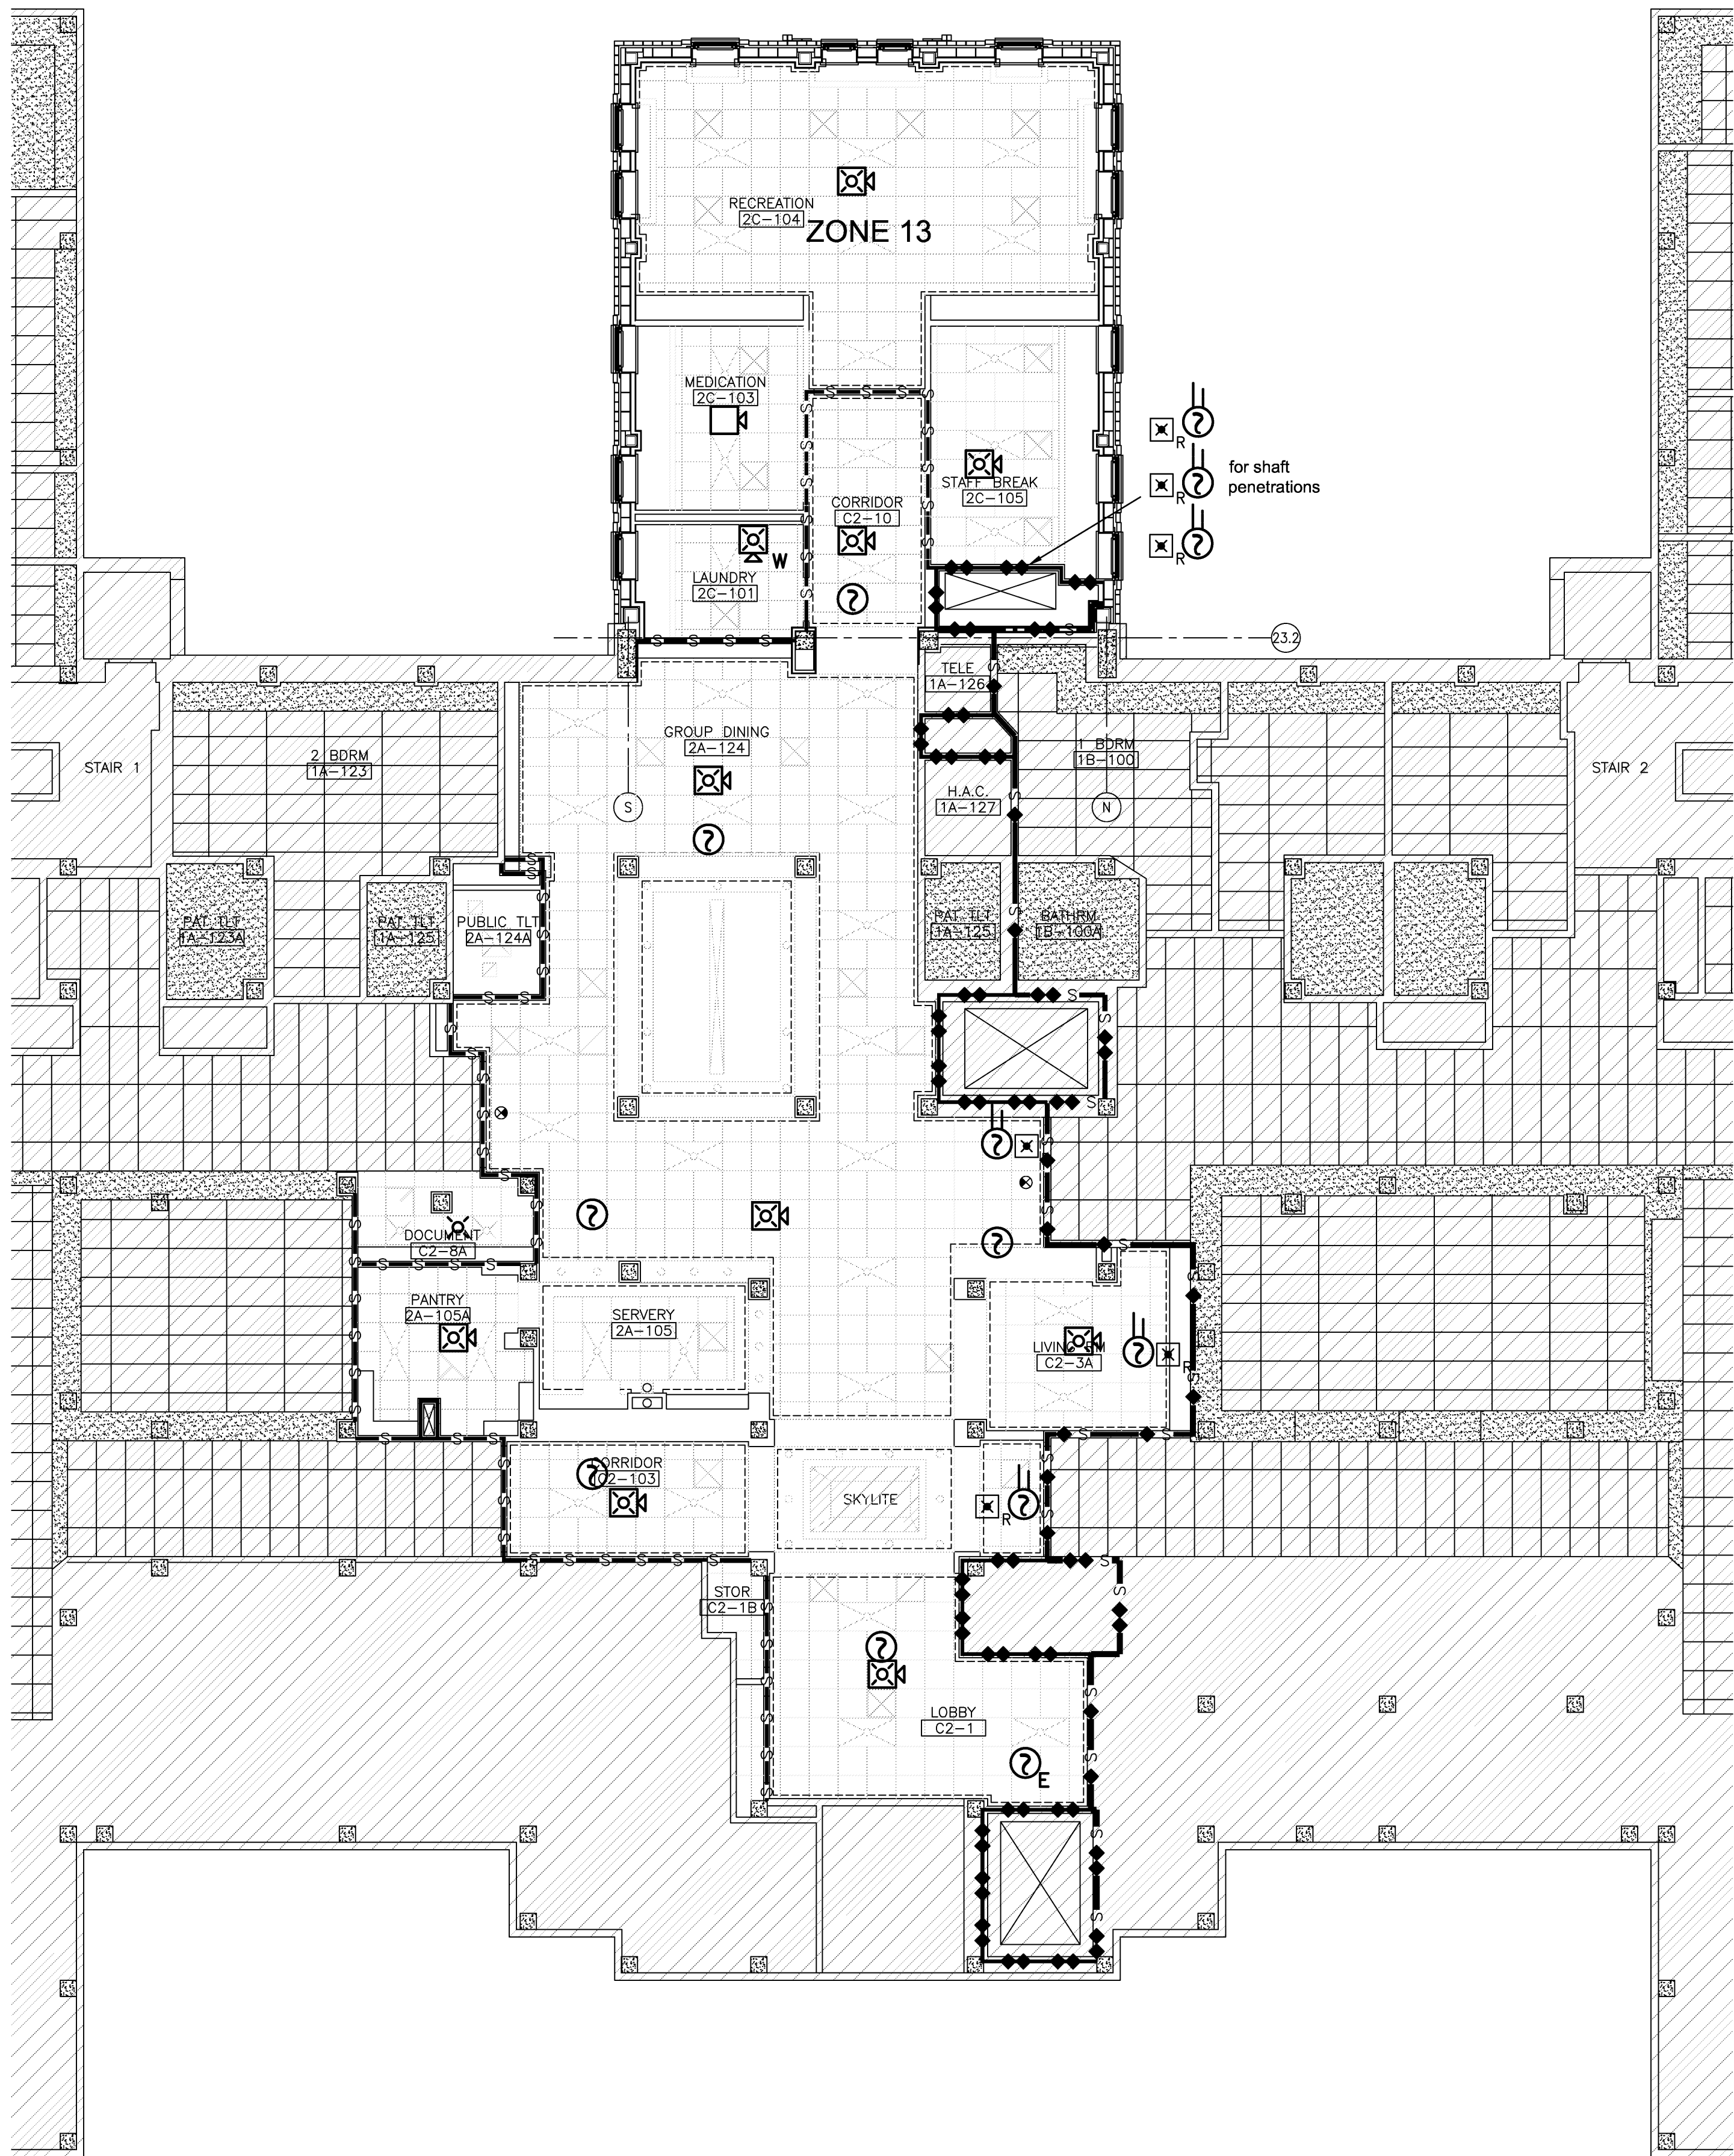 RECREATION
2C-104
ZONE 13
MEDICATION
2C-103
R
R
for shaft
penetrations
R
STAFF BREAK
2C-105
CORRIDOR
C2-10
W
LAUNDRY
2C-101
23.2
TELE
1A-126
GROUP DINING
2A-124
2 BDRM
1A-123
STAIR 1
1 BDRM
1B-100
STAIR 2
H.A.C.
1A-127
S
N
PAT. TLT
1A-123A
PAT. TLT
1A-125
PUBLIC TLT
2A-124A
PAT. TLT
1A-125
BATHRM
1B-100A
DOCUMENT
C2-8A
PANTRY
2A-105A
SERVERY
2A-105
LIVING RM
C2-3A
R
CORRIDOR
C2-103
SKYLITE
R
STOR
C2-1B
LOBBY
C2-1
E